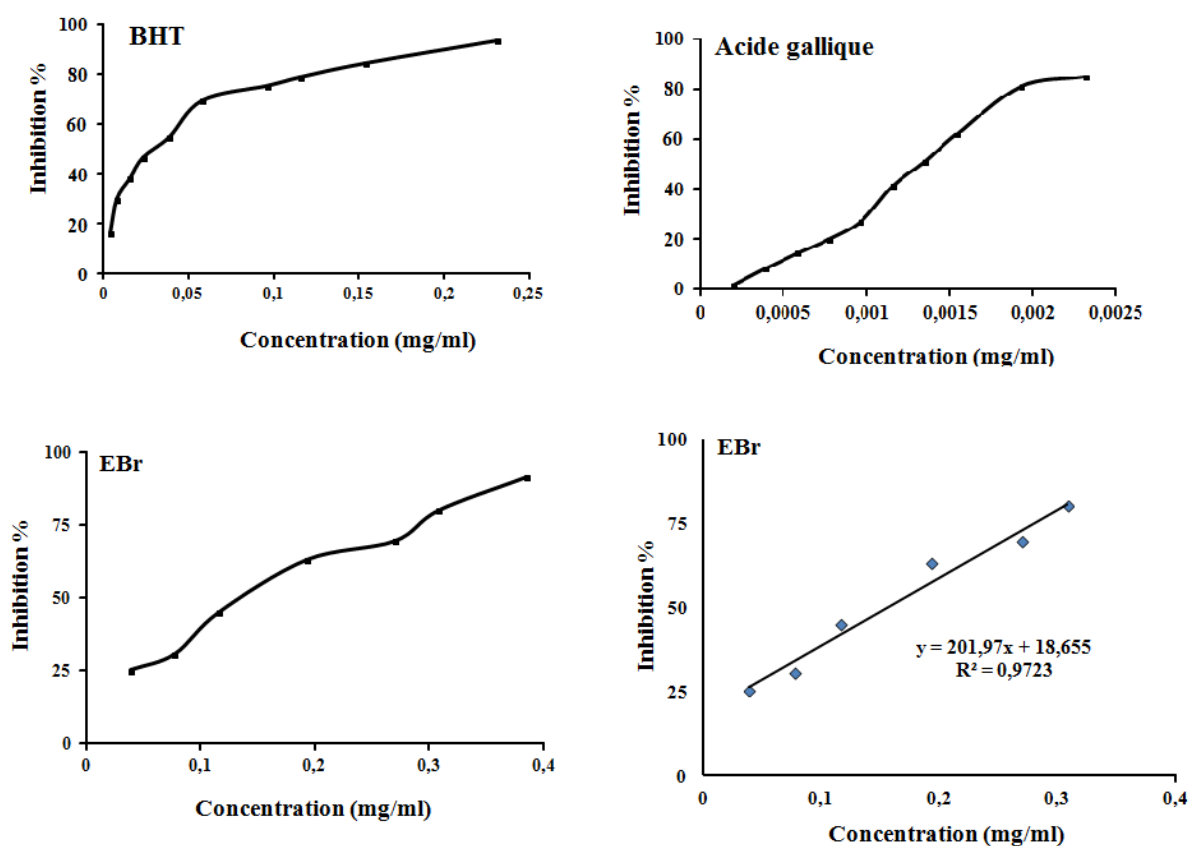 BHT
Inhibition %
100
80
60
40
20
0
0 0,05 0,1 0,15 0,2 0,25
Concentration (mg/ml)
Acide gallique
Inhibition %
100
80
60
40
20
0
0 0,0005 0,001 0,0015 0,002 0,0025
Concentration (mg/ml)
EBr
Inhibition %
100
75
50
25
0
0 0,1 0,2 0,3 0,4
Concentration (mg/ml)
EBr
Inhibition %
100
75
50
25
0
y = 201,97x + 18,655
R² = 0,9723
0 0,1 0,2 0,3 0,4
Concentration (mg/ml)